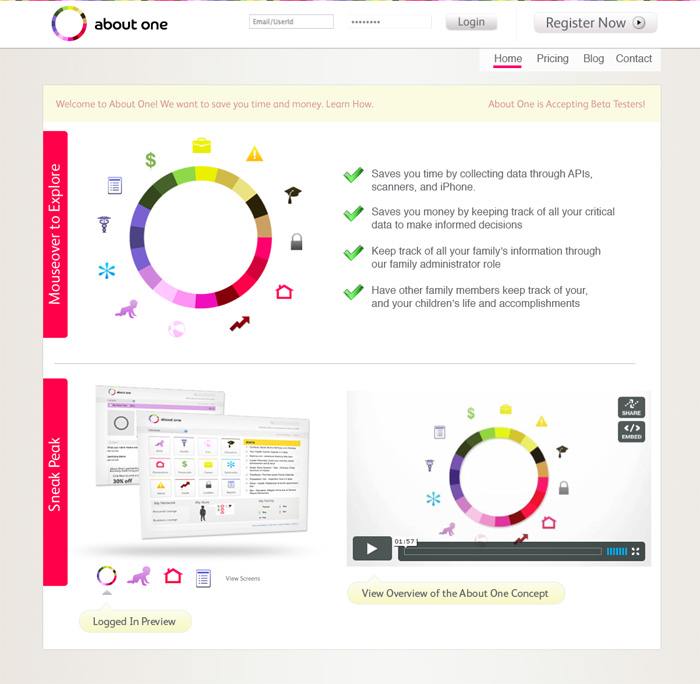 about one
Email/UserId
********
Login
Register Now
Home
Pricing
Blog
Contact
Welcome to About One! We want to save you time and money. Learn How.
About One is Accepting Beta Testers!
Mouseover to Explore
Saves you time by collecting data through APIs,
scanners, and iPhone.
Saves you money by keeping track of all your critical
data to make informed decisions
Keep track of all your family's information through
our family administrator role
Have other family members keep track of your,
and your children's life and accomplishments
Sneak Peak
about one
30% off
SHARE
EMBED
01:57
View Screens
Logged In Preview
View Overview of the About One Concept